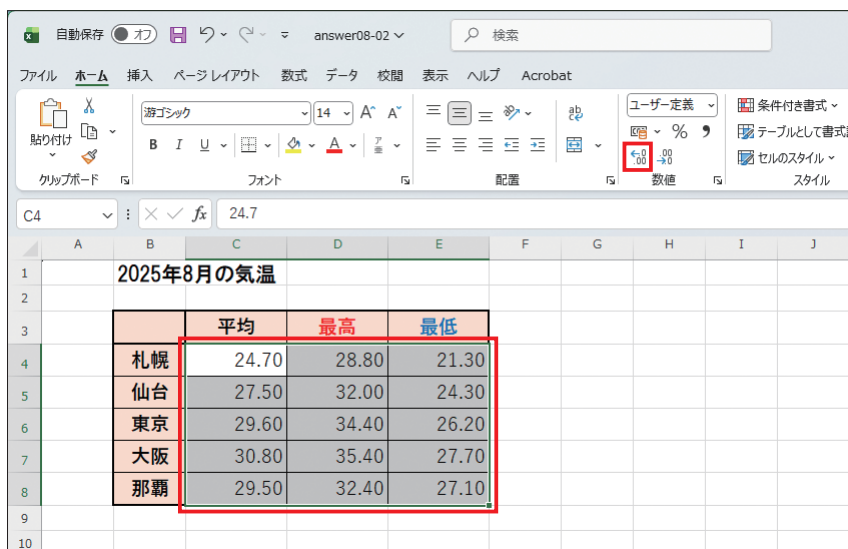 自動保存 オフ answer08-02 検索
ファイル ホーム 挿入 ページ レイアウト 数式 データ 校閲 表示 ヘルプ Acrobat
貼り付け 游ゴシック 14 A A ab ユーザー定義 条件付き書式
B I U A ア亜 % 9 テーブルとして書式
←0 .00 .00 →0 セルのスタイル
クリップボード フォント 配置 数値 スタイル
C4 fx 24.7
A B C D E F G H I J
1 2025年8月の気温
2
3 平均 最高 最低
4 札幌 24.70 28.80 21.30
5 仙台 27.50 32.00 24.30
6 東京 29.60 34.40 26.20
7 大阪 30.80 35.40 27.70
8 那覇 29.50 32.40 27.10
9
10